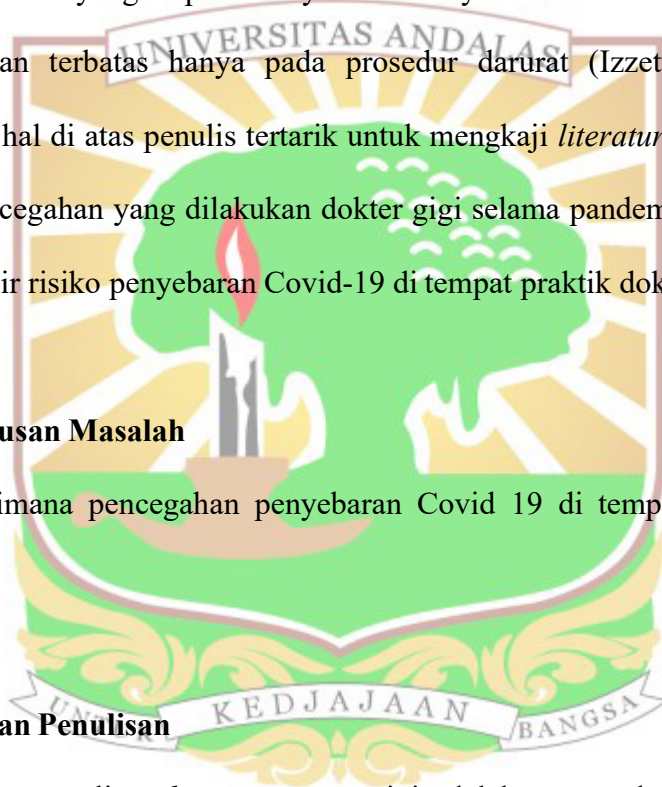 UNIVERSITAS ANDALAS
an terbatas hanya pada prosedur darurat (Izzet
hal di atas penulis tertarik untuk mengkaji literatur
cegahan yang dilakukan dokter gigi selama pandem
ir risiko penyebaran Covid-19 di tempat praktik dok
usan Masalah
imana pencegahan penyebaran Covid 19 di temp
an Penulisan
UNTUK KEDJAJAAN BANGSA